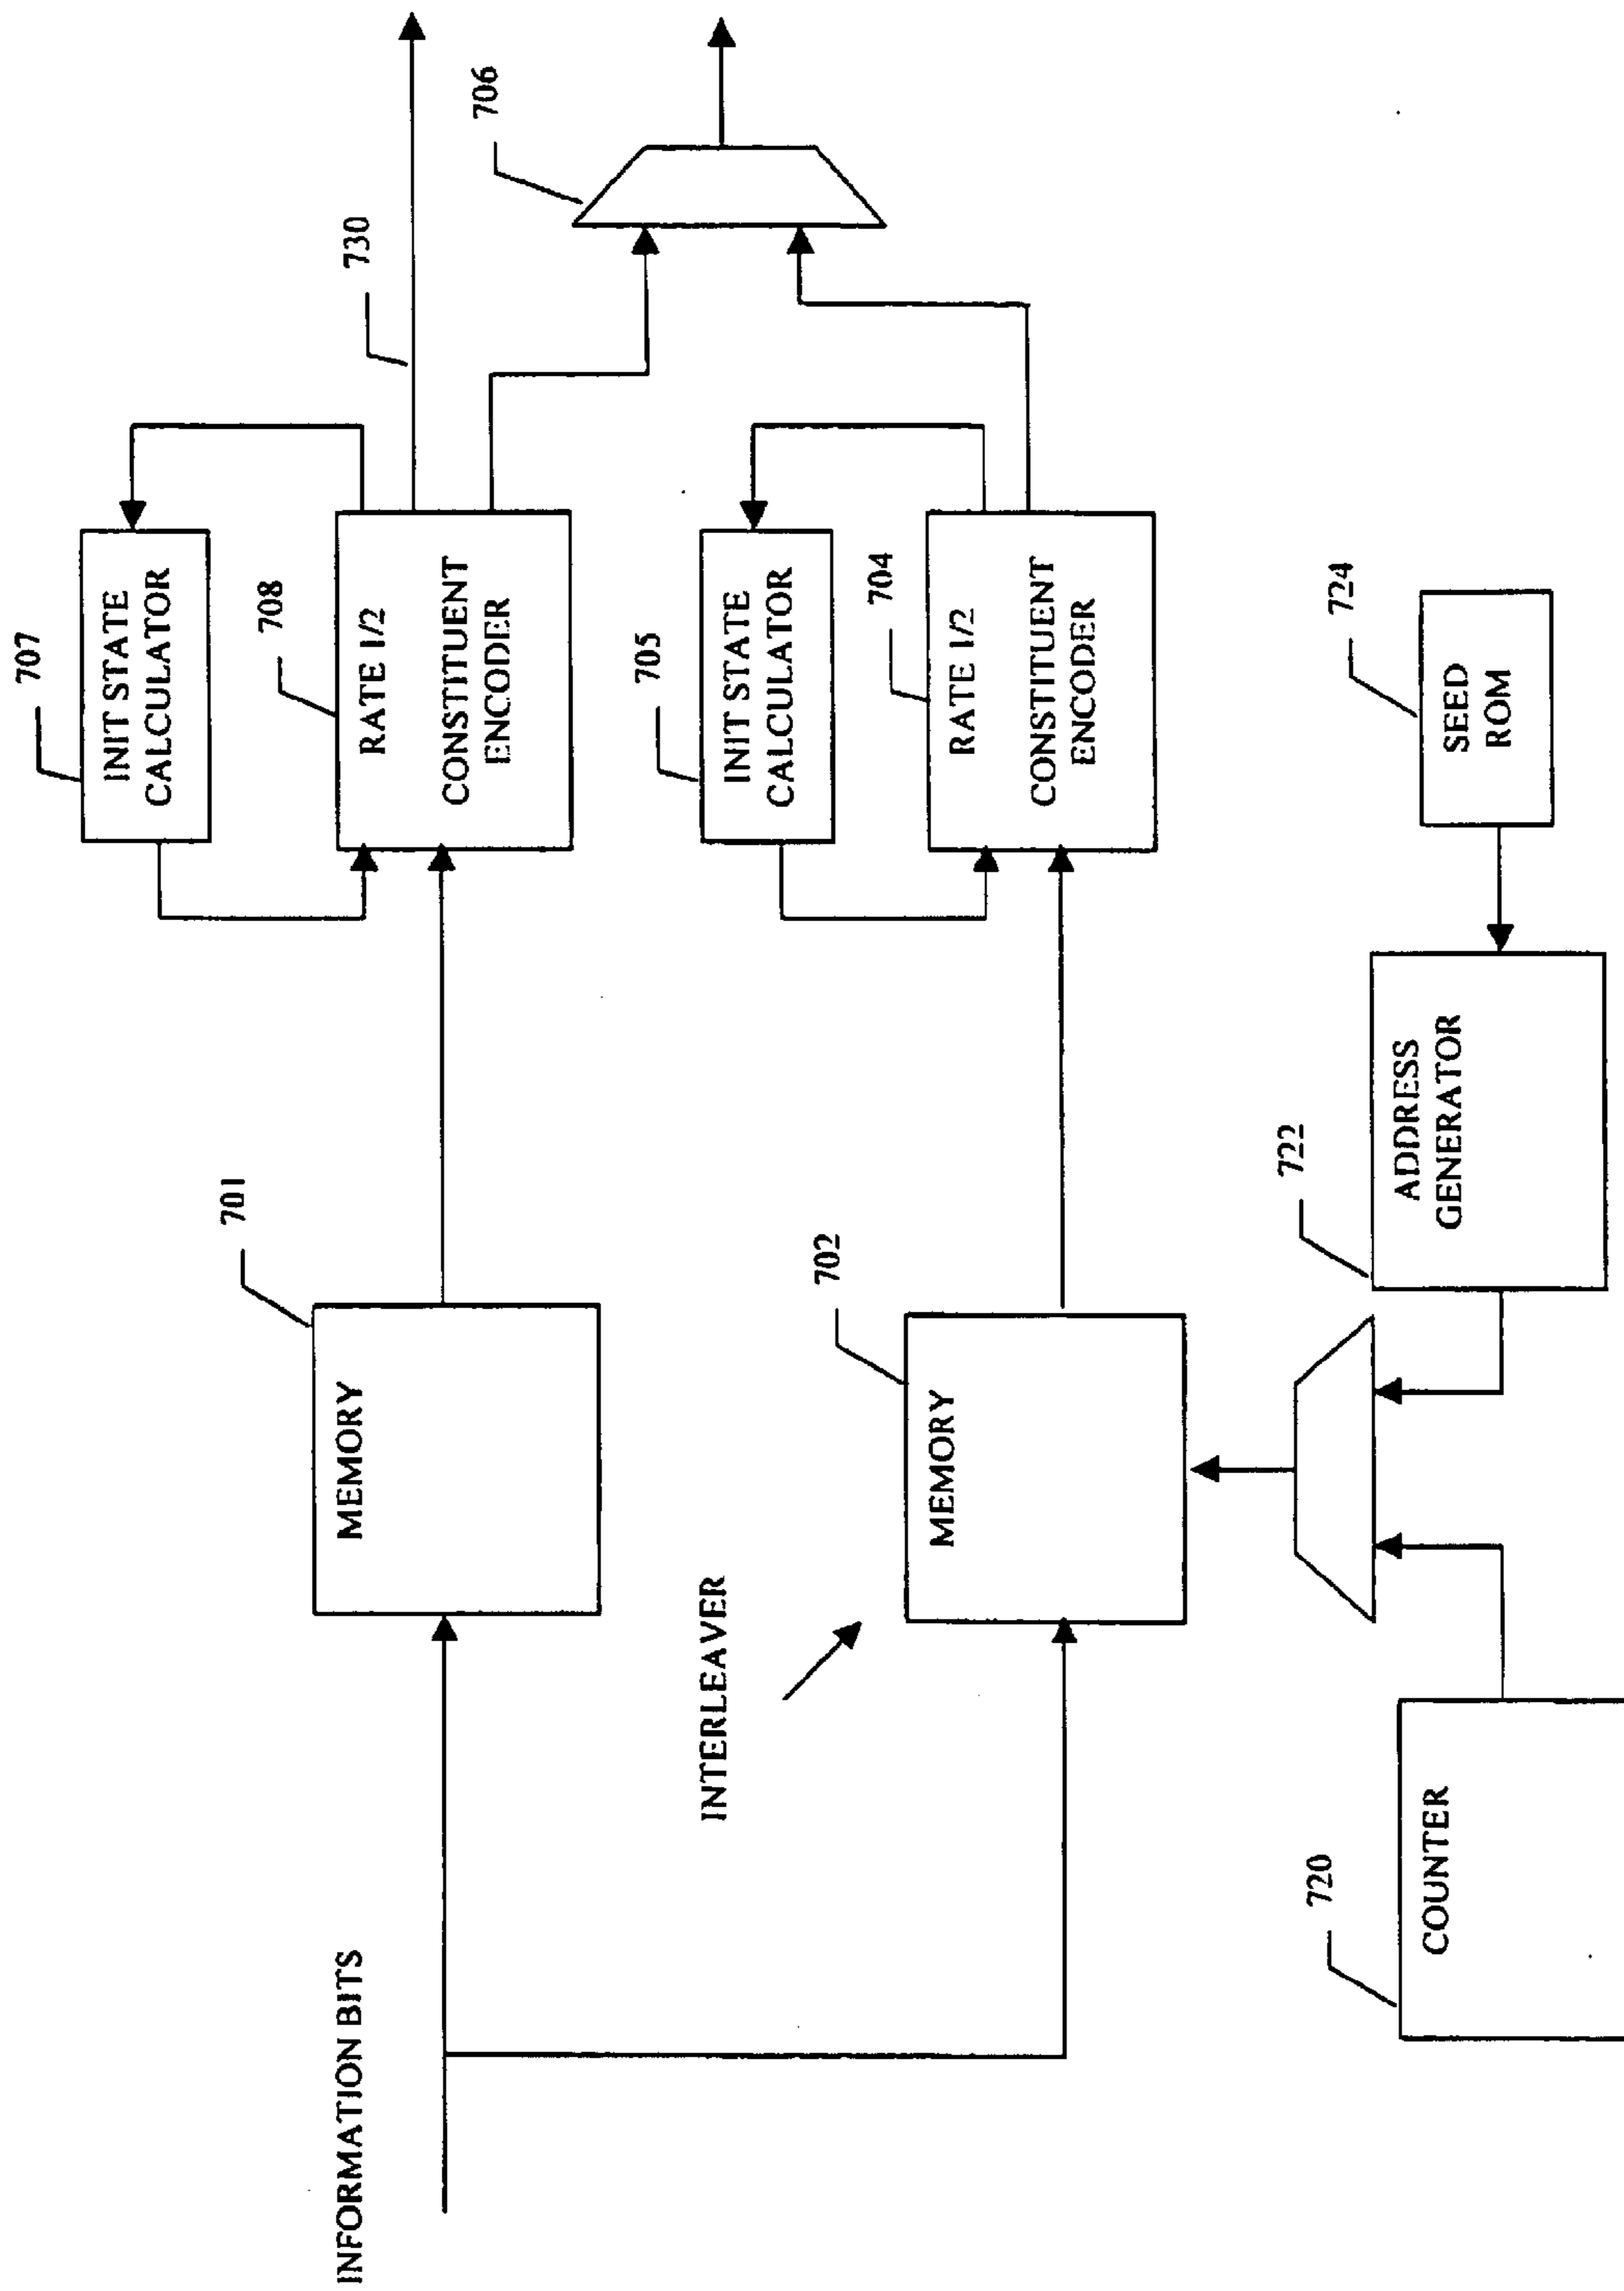 INFORMATION BITS
701
MEMORY
707
INIT STATE
CALCULATOR
708
RATE 1/2
CONSTITUENT
ENCODER
730
706
INTERLEAVER
702
MEMORY
705
INIT STATE
CALCULATOR
704
RATE 1/2
CONSTITUENT
ENCODER
720
COUNTER
722
ADDRESS
GENERATOR
724
SEED
ROM